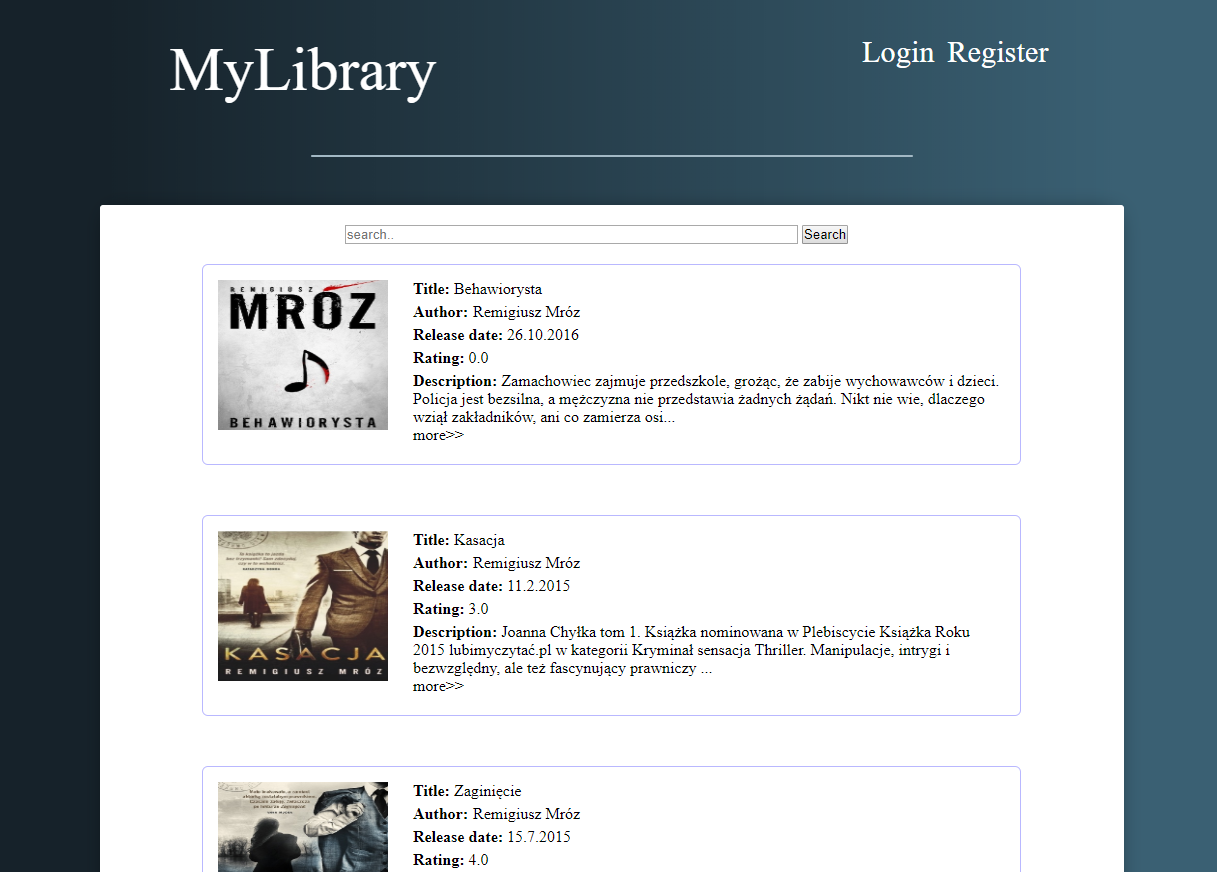 MyLibrary
Login Register
search..
Search
REMIGIUSZ
MRÓZ
BEHAWIORYSTA
Title: Behawiorysta
Author: Remigiusz Mróz
Release date: 26.10.2016
Rating: 0.0
Description: Zamachowiec zajmuje przedszkole, grożąc, że zabije wychowawców i dzieci.
Policja jest bezsilna, a mężczyzna nie przedstawia żadnych żądań. Nikt nie wie, dlaczego
wziął zakładników, ani co zamierza osi...
more>>
KASACJA
REMIGIUSZ MRÓZ
Title: Kasacja
Author: Remigiusz Mróz
Release date: 11.2.2015
Rating: 3.0
Description: Joanna Chyłka tom 1. Książka nominowana w Plebiscycie Książka Roku
2015 lubimyczytać.pl w kategorii Kryminał sensacja Thriller. Manipulacje, intrygi i
bezwzględny, ale też fascynujący prawniczy ...
more>>
Title: Zaginięcie
Author: Remigiusz Mróz
Release date: 15.7.2015
Rating: 4.0